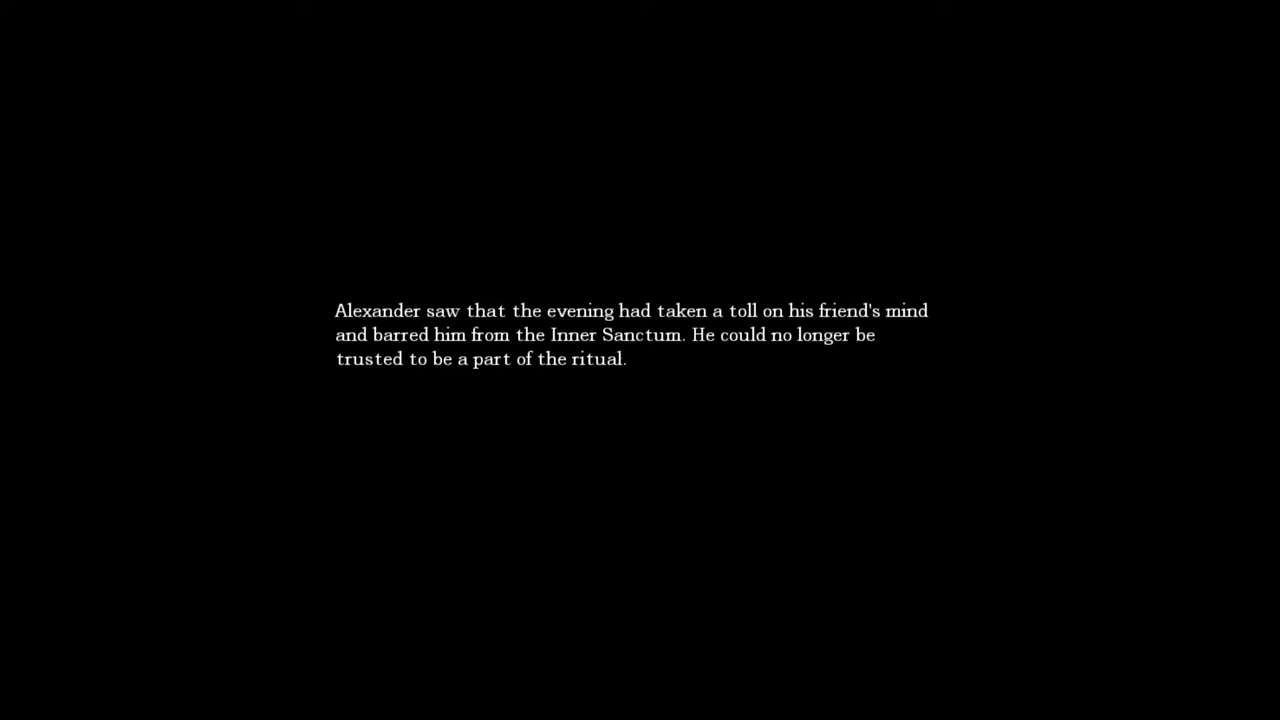 Alexander saw that the evening had taken a toll on his friend's mind
and barred him from the Inner Sanctum. He could no longer be
trusted to be a part of the ritual.